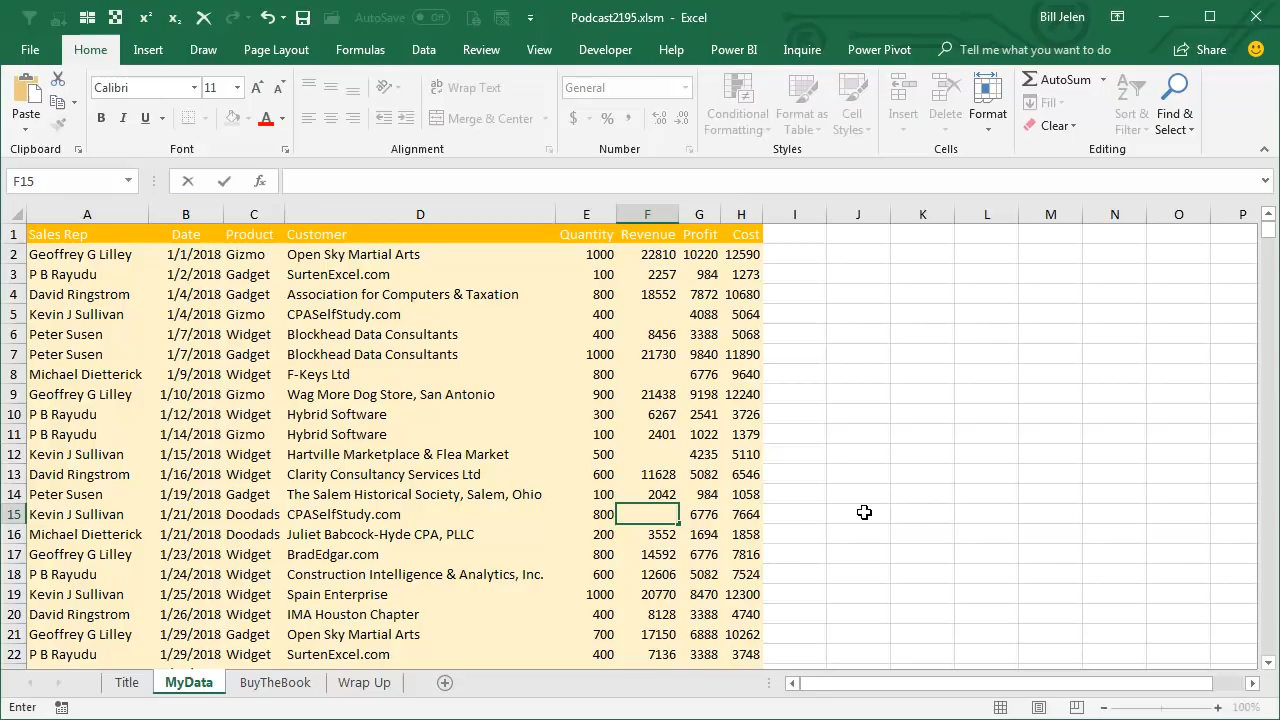 x² x₂ AutoSave Off Podcast2195.xlsm - Excel Bill Jelen
File Home Insert Draw Page Layout Formulas Data Review View Developer Help Power BI Inquire Power Pivot Tell me what you want to do Share
Calibri 11 Wrap Text General AutoSum
Paste B I U Merge & Center $ % , Conditional Formatting Format as Table Cell Styles Insert Delete Format Fill Clear Sort & Filter Find & Select
Clipboard Font Alignment Number Styles Cells Editing
F15 fx
A B C D E F G H I J K L M N O P
1 Sales Rep Date Product Customer Quantity Revenue Profit Cost
2 Geoffrey G Lilley 1/1/2018 Gizmo Open Sky Martial Arts 1000 22810 10220 12590
3 P B Rayudu 1/2/2018 Gadget SurtenExcel.com 100 2257 984 1273
4 David Ringstrom 1/4/2018 Gadget Association for Computers & Taxation 800 18552 7872 10680
5 Kevin J Sullivan 1/4/2018 Gizmo CPASelfStudy.com 400 4088 5064
6 Peter Susen 1/7/2018 Widget Blockhead Data Consultants 400 8456 3388 5068
7 Peter Susen 1/7/2018 Gadget Blockhead Data Consultants 1000 21730 9840 11890
8 Michael Dietterick 1/9/2018 Widget F-Keys Ltd 800 6776 9640
9 Geoffrey G Lilley 1/10/2018 Gizmo Wag More Dog Store, San Antonio 900 21438 9198 12240
10 P B Rayudu 1/12/2018 Widget Hybrid Software 300 6267 2541 3726
11 P B Rayudu 1/14/2018 Gizmo Hybrid Software 100 2401 1022 1379
12 Kevin J Sullivan 1/15/2018 Widget Hartville Marketplace & Flea Market 500 4235 5110
13 David Ringstrom 1/16/2018 Widget Clarity Consultancy Services Ltd 600 11628 5082 6546
14 Peter Susen 1/19/2018 Gadget The Salem Historical Society, Salem, Ohio 100 2042 984 1058
15 Kevin J Sullivan 1/21/2018 Doodads CPASelfStudy.com 800 6776 7664
16 Michael Dietterick 1/21/2018 Doodads Juliet Babcock-Hyde CPA, PLLC 200 3552 1694 1858
17 Geoffrey G Lilley 1/23/2018 Widget BradEdgar.com 800 14592 6776 7816
18 P B Rayudu 1/24/2018 Widget Construction Intelligence & Analytics, Inc. 600 12606 5082 7524
19 Kevin J Sullivan 1/25/2018 Widget Spain Enterprise 1000 20770 8470 12300
20 David Ringstrom 1/26/2018 Widget IMA Houston Chapter 400 8128 3388 4740
21 Geoffrey G Lilley 1/29/2018 Gadget Open Sky Martial Arts 700 17150 6888 10262
22 P B Rayudu 1/29/2018 Widget SurtenExcel.com 400 7136 3388 3748
Title MyData BuyTheBook Wrap Up
Enter 100%